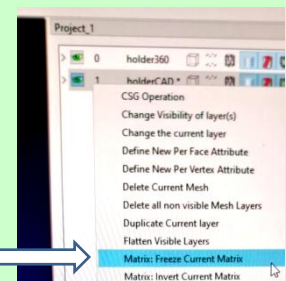 Project_1
0 holder360
1 holderCAD *
CSG Operation
Change Visibility of layer(s)
Change the current layer
Define New Per Face Attribute
Define New Per Vertex Attribute
Delete Current Mesh
Delete all non visible Mesh Layers
Duplicate Current layer
Flatten Visible Layers
Matrix: Freeze Current Matrix
Matrix: Invert Current Matrix